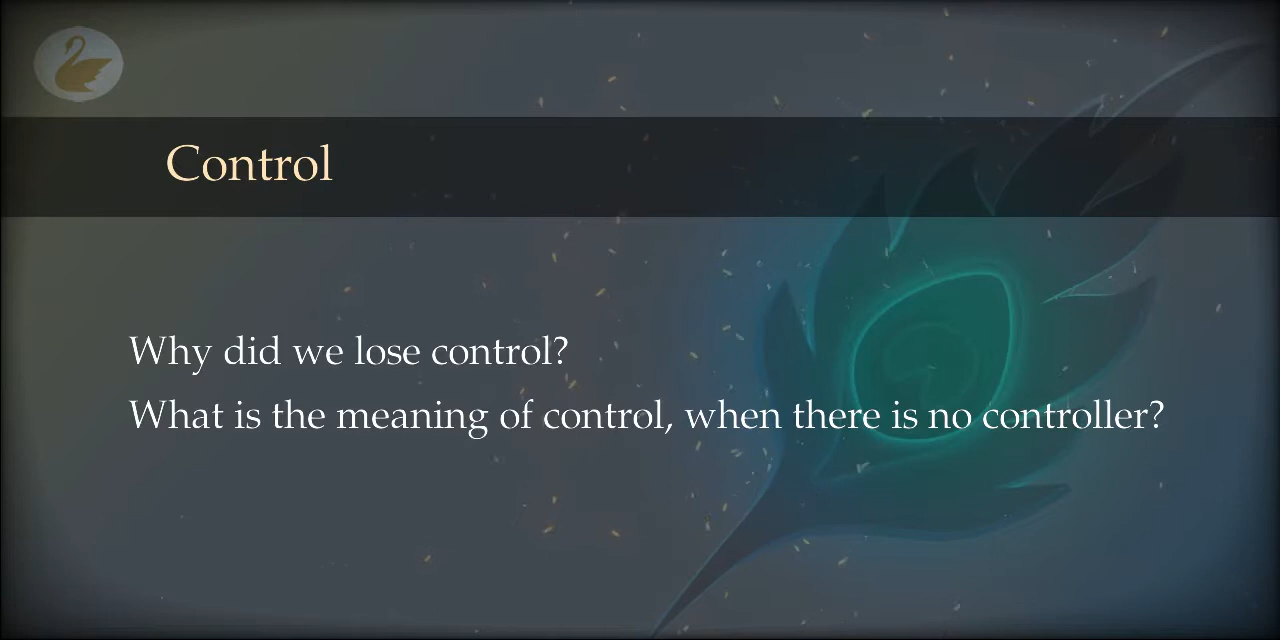 Control
Why did we lose control?
What is the meaning of control, when there is no controller?